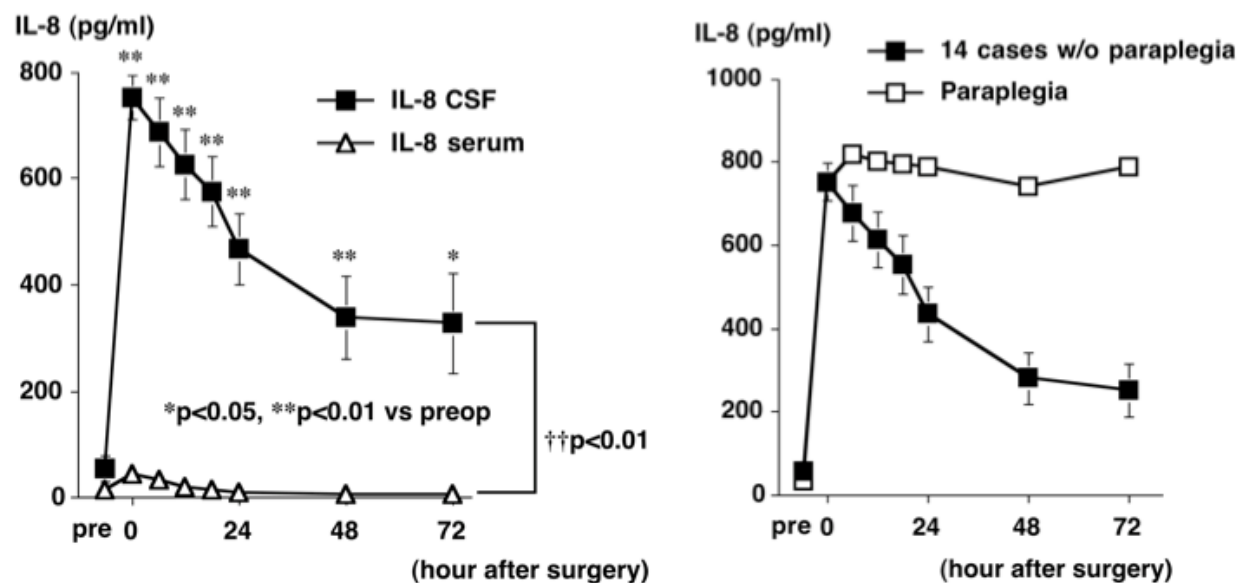 IL-8 (pg/ml)
800
600
400
200
0
pre 0 24 48 72
(hour after surgery)
** ** ** ** ** ** *
IL-8 CSF
IL-8 serum
*p<0.05, **p<0.01 vs preop
††p<0.01
IL-8 (pg/ml)
14 cases w/o paraplegia
Paraplegia
1000
800
600
400
200
0
pre 0 24 48 72
(hour after surgery)